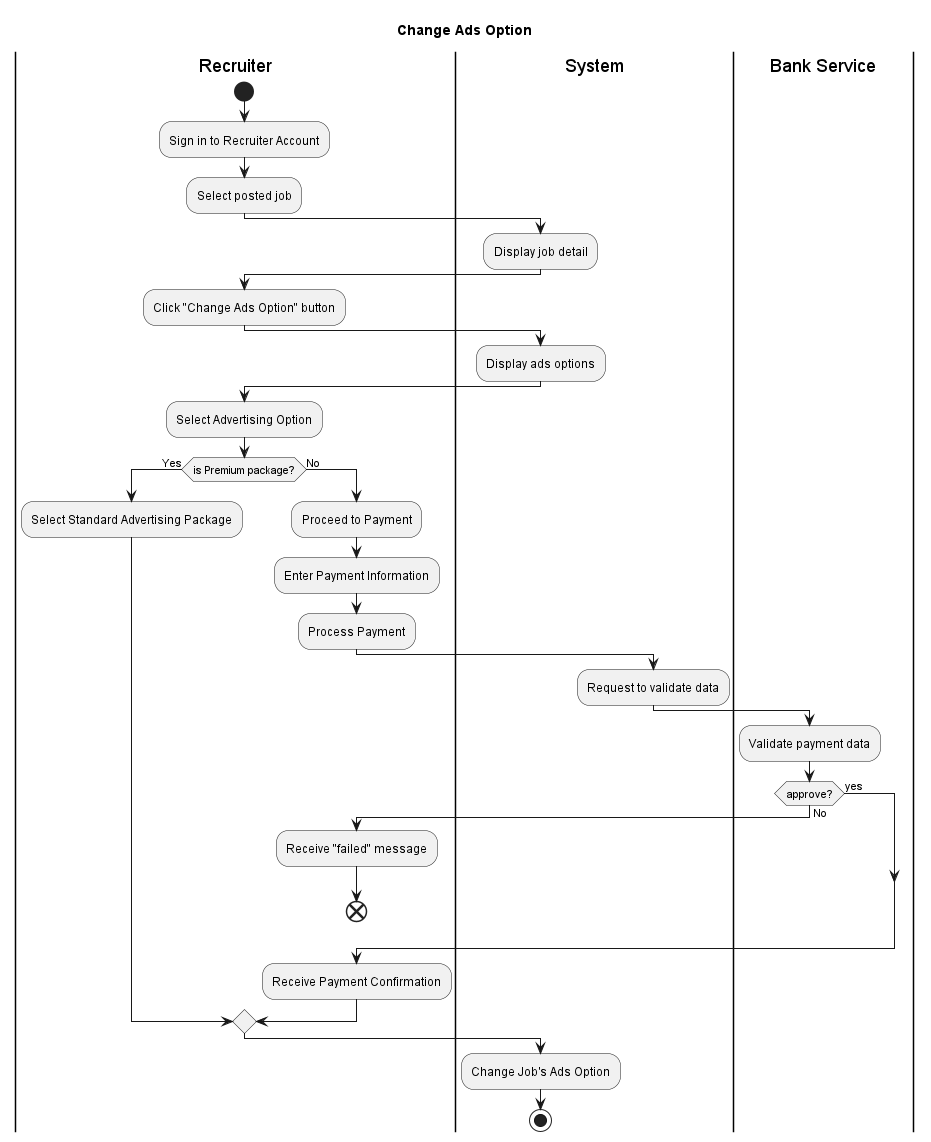 Change Ads Option
Recruiter
System
Bank Service
Sign in to Recruiter Account
Select posted job
Display job detail
Click "Change Ads Option" button
Display ads options
Select Advertising Option
Yes
is Premium package?
No
Select Standard Advertising Package
Proceed to Payment
Enter Payment Information
Process Payment
Request to validate data
Validate payment data
approve?
yes
No
Receive "failed" message
Receive Payment Confirmation
Change Job's Ads Option